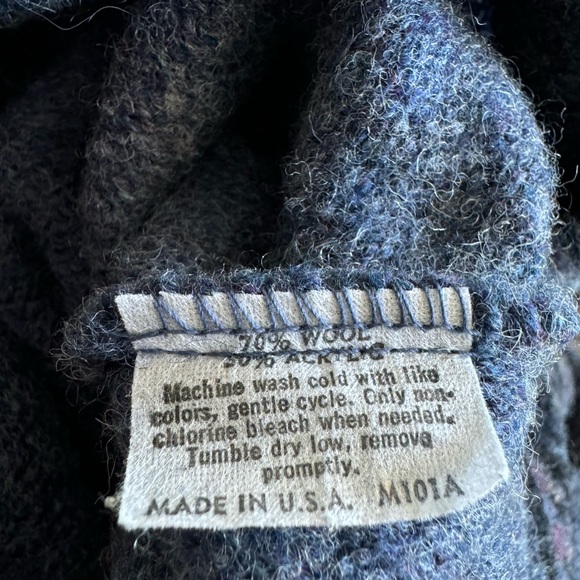 70% WOOL
30% ACRYLIC
Machine wash cold with like
colors, gentle cycle. Only non-
chlorine bleach when needed.
Tumble dry low, remove
promptly.
MADE IN U.S.A. M101A